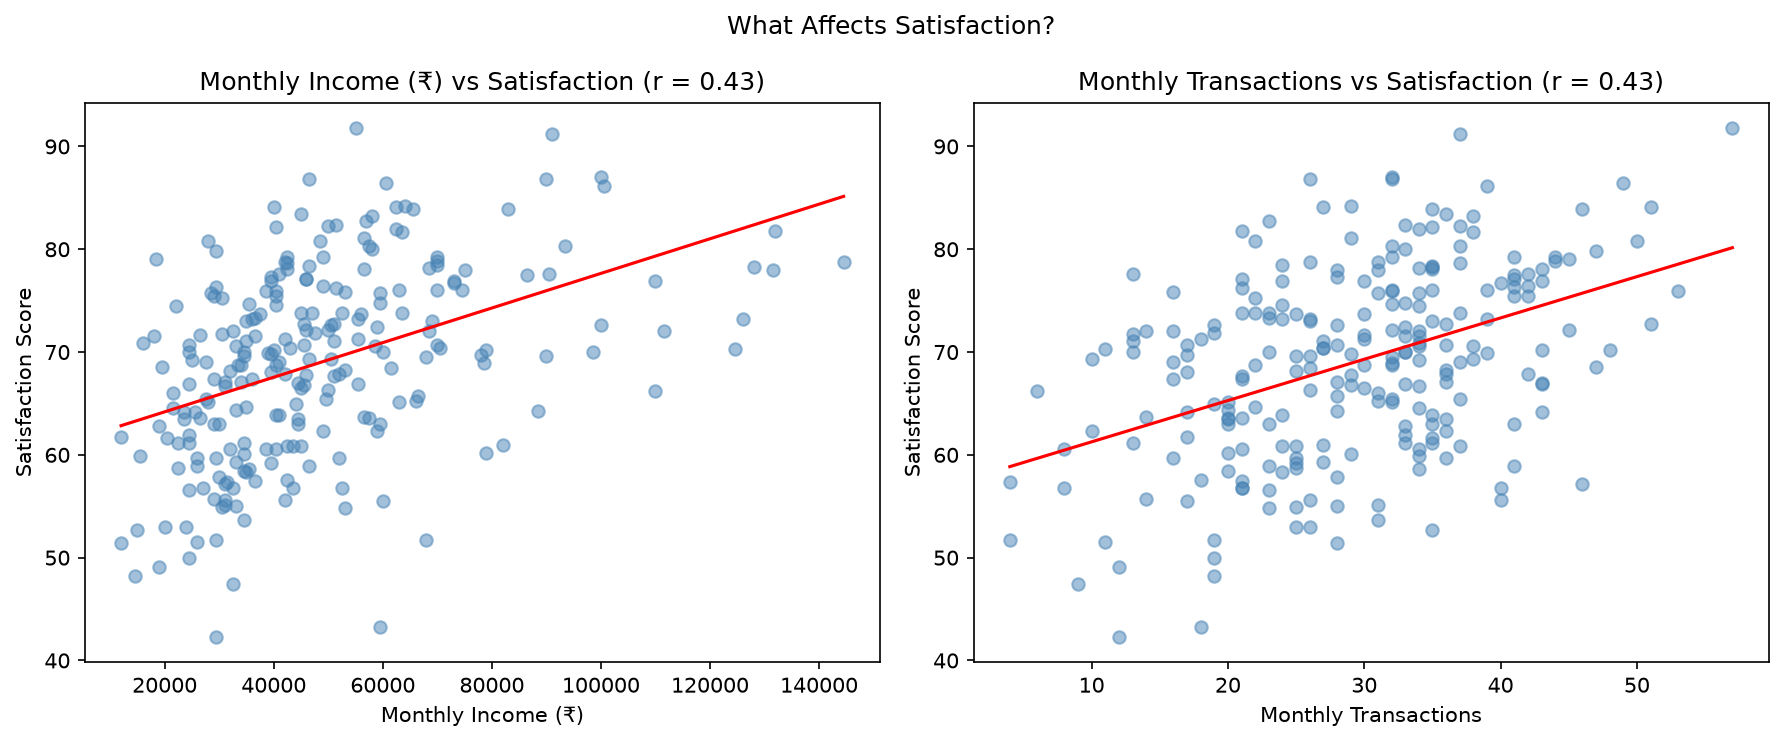 What Affects Satisfaction?
Monthly Income (₹) vs Satisfaction (r = 0.43)
Satisfaction Score
90
80
70
60
50
40
20000 40000 60000 80000 100000 120000 140000
Monthly Income (₹)
Monthly Transactions vs Satisfaction (r = 0.43)
Satisfaction Score
90
80
70
60
50
40
10 20 30 40 50
Monthly Transactions